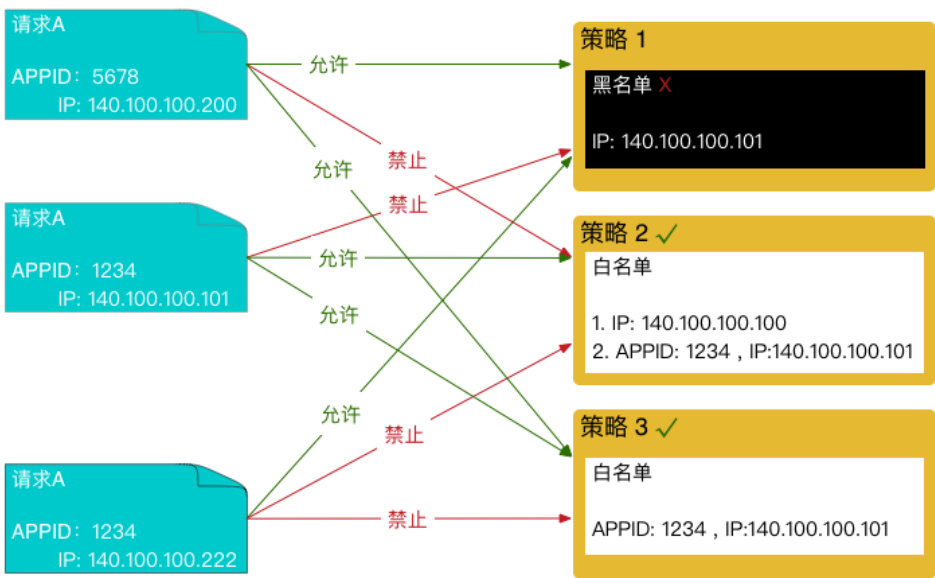 请求A
APPID：5678
IP: 140.100.100.200
请求A
APPID：1234
IP: 140.100.100.101
请求A
APPID：1234
IP: 140.100.100.222
允许
禁止
允许
禁止
允许
允许
允许
禁止
禁止
策略 1
黑名单 X
IP: 140.100.100.101
策略 2 ✓
白名单
1. IP: 140.100.100.100
2. APPID: 1234 , IP:140.100.100.101
策略 3 ✓
白名单
APPID: 1234 , IP:140.100.100.101